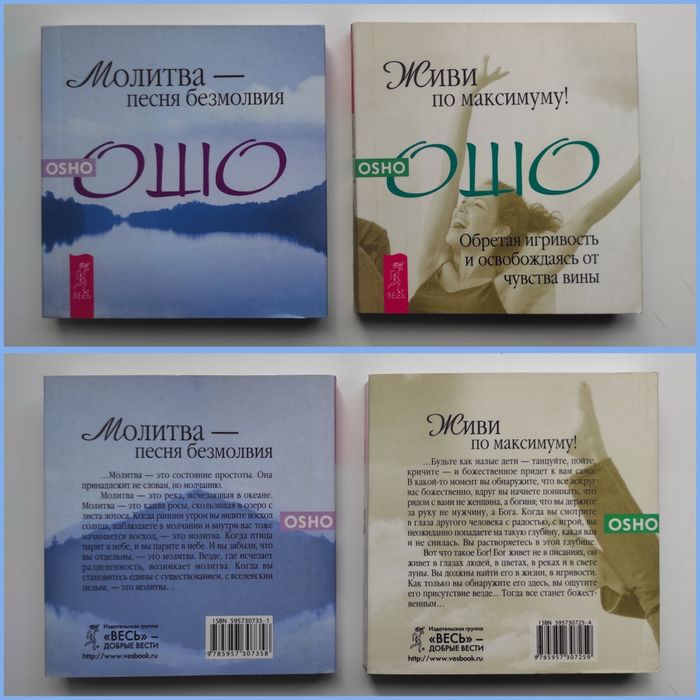 Молитва —
песня безмолвия
OSHO
ОШО
ВЕСЬ
Живи
по максимуму!
OSHO
ОШО
Обретая игривость
и освобождаясь от
чувства вины
ВЕСЬ
Молитва —
песня безмолвия
...Молитва — это состояние простоты. Она
принадлежит не словам, но молчанию.
Молитва — это река, исчезающая в океане.
Молитва — это капля росы, скользящая в озеро с
листа лотоса. Когда ранним утром вы видите восход
солнца, наблюдаете в молчании и внутри вас тоже
начинается восход, — это молитва. Когда птица
парит в небе, и вы парите в небе. И вы забыли, что
вы отдельны, — это молитва. Везде, где исчезает
разделенность, возникает молитва. Когда вы
становитесь едины с существованием, с вселенским
целым, — это молитва...
OSHO
Издательская группа
«ВЕСЬ» —
ДОБРЫЕ ВЕСТИ
http://www.vesbook.ru
ISBN 595730735-1
9 785957 307358
Живи
по максимуму!
...Будьте как малые дети — танцуйте, пойте,
кричите — и божественное придет к вам само.
В какой-то момент вы обнаружите, что все вокруг
вас божественно, вдруг вы начнете понимать, что
рядом с вами не женщина, а богиня; что вы держите
за руку не мужчину, а Бога. Когда вы смотрите
в глаза другого человека с радостью, с игрой, вы
неожиданно попадаете на такую глубину, какая вам
и не снилась. Вы растворяетесь в этой глубине.
Вот что такое Бог! Бог живет не в писаниях, он
живет в глазах людей, в цветах, в реках и в свете
луны. Вы должны найти его в жизни, в игривости.
Как только вы обнаружите его здесь, вы ощутите
его присутствие везде... Тогда все станет божест-
венным...
OSHO
Издательская группа
«ВЕСЬ» —
ДОБРЫЕ ВЕСТИ
http://www.vesbook.ru
ISBN 595730725-4
9 785957 307259